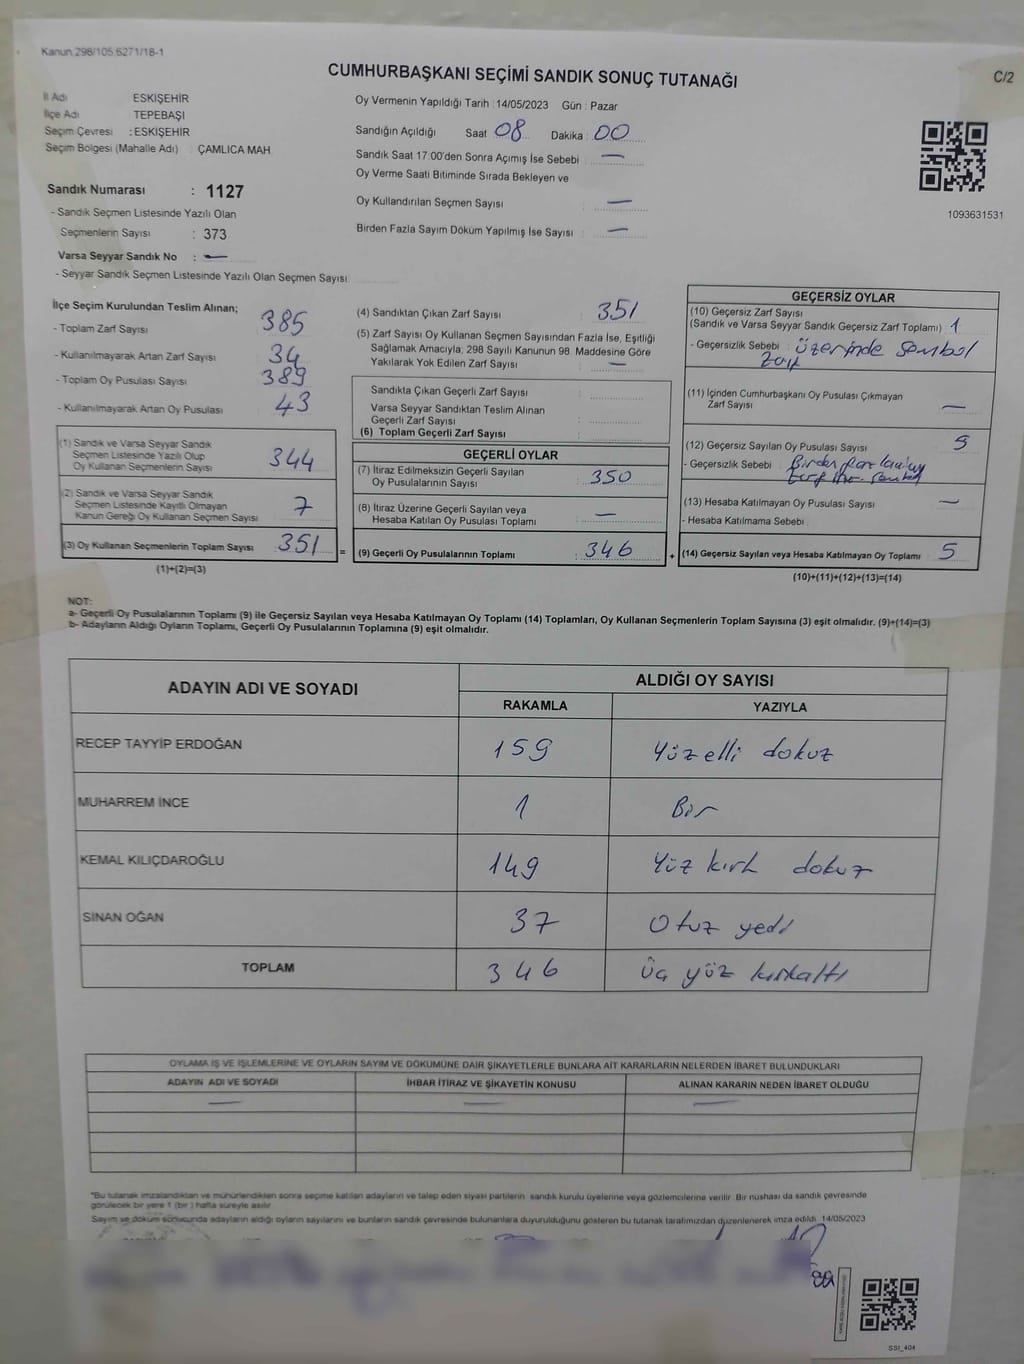 Kanun 298/105.6271/18-1
CUMHURBAŞKANI SEÇİMİ SANDIK SONUÇ TUTANAĞI
C/2
İl Adı ESKİŞEHİR
İlçe Adı TEPEBAŞI
Seçim Çevresi : ESKİŞEHİR
Seçim Bölgesi (Mahalle Adı) : ÇAMLICA MAH.
Oy Vermenin Yapıldığı Tarih : 14/05/2023 Gün : Pazar
Sandığın Açıldığı Saat 08 Dakika 00
Sandık Saat 17:00'den Sonra Açımış İse Sebebi —
Oy Verme Saati Bitiminde Sırada Bekleyen ve
Oy Kullandırılan Seçmen Sayısı : —
Birden Fazla Sayım Döküm Yapılmış İse Sayısı : —
1093631531
Sandık Numarası : 1127
- Sandık Seçmen Listesinde Yazılı Olan
Seçmenlerin Sayısı : 373
Varsa Seyyar Sandık No : —
- Seyyar Sandık Seçmen Listesinde Yazılı Olan Seçmen Sayısı:
İlçe Seçim Kurulundan Teslim Alınan;
- Toplam Zarf Sayısı : 385
- Kullanılmayarak Artan Zarf Sayısı : 34
- Toplam Oy Pusulası Sayısı : 389
- Kullanılmayarak Artan Oy Pusulası : 43
(1) Sandık ve Varsa Seyyar Sandık
Seçmen Listesinde Yazılı Olup
Oy Kullanan Seçmenlerin Sayısı : 344
(2) Sandık ve Varsa Seyyar Sandık
Seçmen Listesinde Kayıtlı Olmayan
Kanun Gereği Oy Kullanan Seçmen Sayısı : 7
(3) Oy Kullanan Seçmenlerin Toplam Sayısı : 351
(1)+(2)=(3)
=
(4) Sandıktan Çıkan Zarf Sayısı : 351
(5) Zarf Sayısı Oy Kullanan Seçmen Sayısından Fazla İse, Eşitliği
Sağlamak Amacıyla, 298 Sayılı Kanunun 98. Maddesine Göre
Yakılarak Yok Edilen Zarf Sayısı : —
Sandıkta Çıkan Geçerli Zarf Sayısı :
Varsa Seyyar Sandıktan Teslim Alınan
Geçerli Zarf Sayısı :
(6) Toplam Geçerli Zarf Sayısı :
GEÇERLİ OYLAR
(7) İtiraz Edilmeksizin Geçerli Sayılan
Oy Pusulalarının Sayısı : 350
(8) İtiraz Üzerine Geçerli Sayılan veya
Hesaba Katılan Oy Pusulası Toplamı : —
(9) Geçerli Oy Pusulalarının Toplamı : 346
+
GEÇERSİZ OYLAR
(10) Geçersiz Zarf Sayısı
(Sandık ve Varsa Seyyar Sandık Geçersiz Zarf Toplamı) 1
- Geçersizlik Sebebi : üzerinde Sembol
(11) İçinden Cumhurbaşkanı Oy Pusulası Çıkmayan
Zarf Sayısı : —
(12) Geçersiz Sayılan Oy Pusulası Sayısı : 5
- Geçersizlik Sebebi : Birden
(13) Hesaba Katılmayan Oy Pusulası Sayısı : —
- Hesaba Katılmama Sebebi :
(14) Geçersiz Sayılan veya Hesaba Katılmayan Oy Toplamı : 5
(10)+(11)+(12)+(13)=(14)
NOT:
a- Geçerli Oy Pusulalarının Toplamı (9) ile Geçersiz Sayılan veya Hesaba Katılmayan Oy Toplamı (14) Toplamları, Oy Kullanan Seçmenlerin Toplam Sayısına (3) eşit olmalıdır. (9)+(14)=(3)
b- Adayların Aldığı Oyların Toplamı, Geçerli Oy Pusulalarının Toplamına (9) eşit olmalıdır.
ADAYIN ADI VE SOYADI
ALDIĞI OY SAYISI
RAKAMLA YAZIYLA
RECEP TAYYİP ERDOĞAN 159 Yüz elli dokuz
MUHARREM İNCE 1 Bir
KEMAL KILIÇDAROĞLU 149 Yüz kırk dokuz
SİNAN OĞAN 37 Otuz yedi
TOPLAM 346 Üç yüz kırkaltı
OYLAMA İŞ VE İŞLEMLERİNE VE OYLARIN SAYIM VE DÖKÜMÜNE DAİR ŞİKAYETLERLE BUNLARA AİT KARARLARIN NELERDEN İBARET BULUNDUKLARI
ADAYIN ADI VE SOYADI İHBAR İTİRAZ VE ŞİKAYETİN KONUSU ALINAN KARARIN NEDEN İBARET OLDUĞU
— — —
"Bu tutanak imzalandıktan ve mühürlendikten sonra seçime katılan adayların ve talep eden siyasi partilerin sandık kurulu üyelerine veya gözlemcilerine verilir. Bir nüshası da sandık çevresinde
görülecek bir yere 1 (bir) hafta süreyle asılır.
Sayım ve döküm sonucunda adayların aldığı oyların sayılarını ve bunların sandık çevresinde bulunanlara duyurulduğunu gösteren bu tutanak tarafımızdan düzenlenerek imza edildi. 14/05/2023
SSI_404